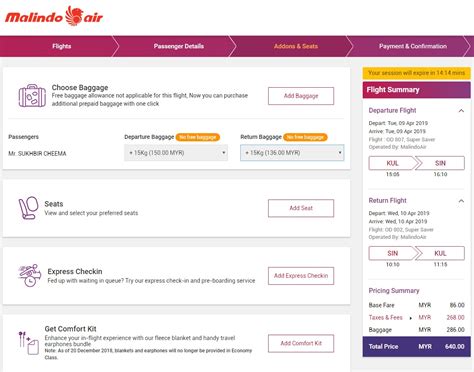 Malindo air
Flights
Passenger Details
Addons & Seats
Payment & Confirmation
Choose Baggage
Free baggage allowance not applicable for this flight, Now you can purchase
additional prepaid baggage with one click
Add Baggage
Passengers
Departure Baggage No free baggage
Return Baggage No free baggage
Mr. SUKHBIR CHEEMA
+ 15Kg (150.00 MYR)
+ 15Kg (136.00 MYR)
Seats
View and select your preferred seats
Add Seat
Express Checkin
Fed up with waiting in queue? Try our express check-in and pre-boarding service
Add Express Checkin
Get Comfort Kit
Enhance your in-flight experience with our fleece blanket and handy travel
earphones bundle
Note: As of 20 December 2018, blankets and earphones will no longer be provided in Economy
Class.
Add Comfort Kit
Your session will expire in 14:14 mins
Flight Summary
Departure Flight
Depart: Tue, 09 Apr 2019
Arrive: Tue, 09 Apr 2019
Flight : OD 807, Super Saver
Operated By: MalindoAir
KUL SIN
15:05 16:10
Return Flight
Depart: Wed, 10 Apr 2019
Arrive: Wed, 10 Apr 2019
Flight : OD 802, Super Saver
Operated By: MalindoAir
SIN KUL
10:10 11:15
Pricing Summary
Base Fare MYR 86.00
Taxes & Fees MYR 268.00
Baggage MYR 286.00
Total Price MYR 640.00